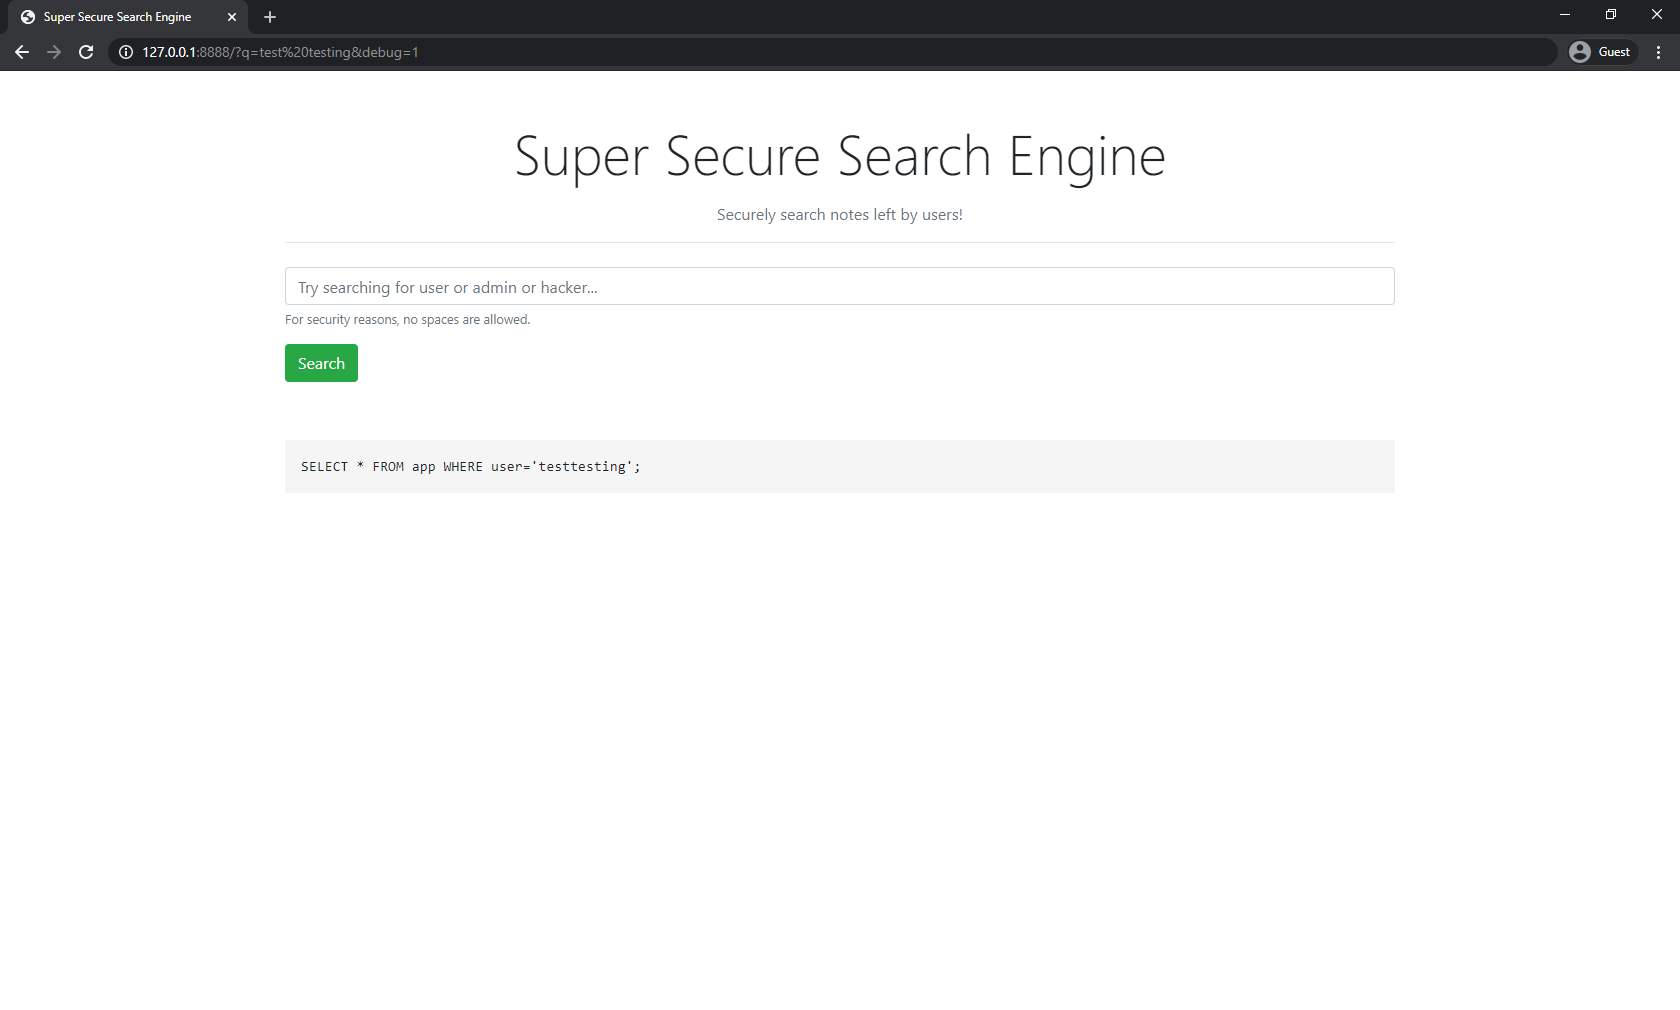 Super Secure Search Engine
127.0.0.1:8888/?q=test%20testing&debug=1
Guest
Super Secure Search Engine
Securely search notes left by users!
Try searching for user or admin or hacker...
For security reasons, no spaces are allowed.
Search
SELECT * FROM app WHERE user='testtesting';